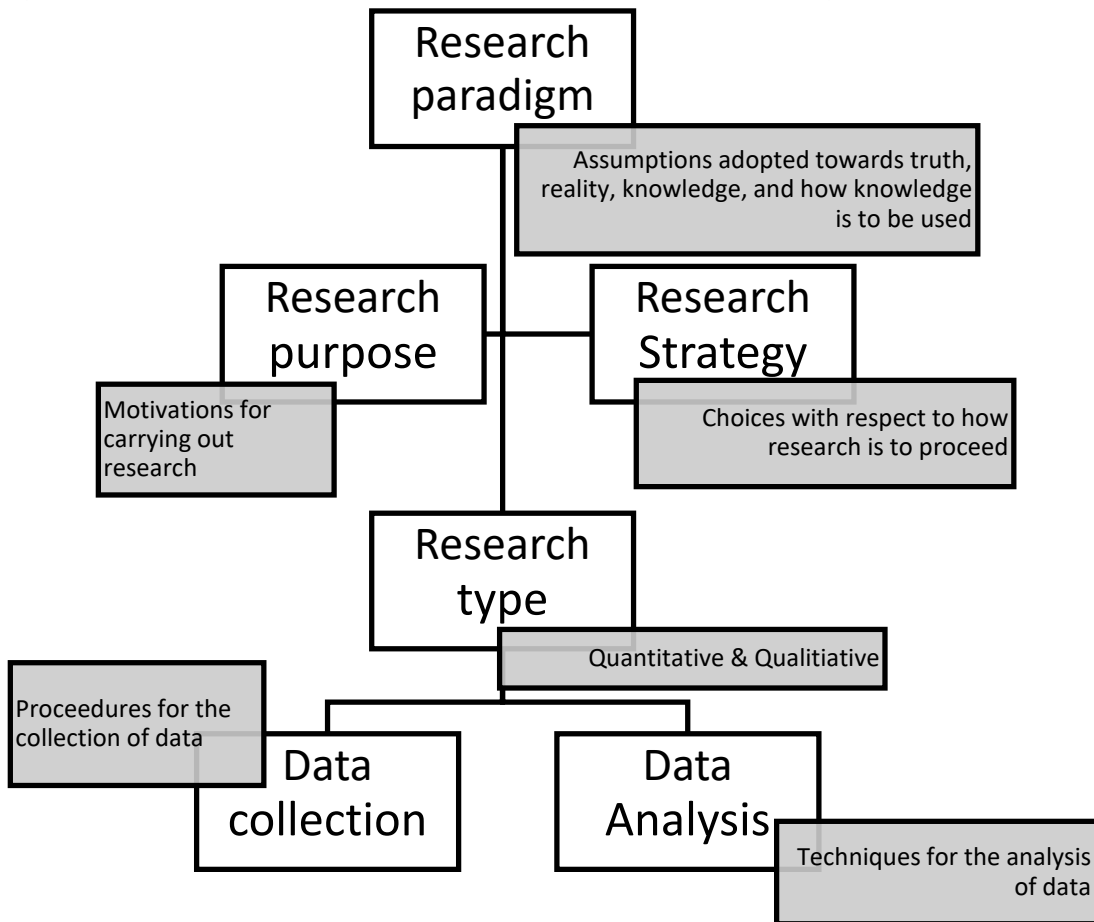 Research
paradigm
Assumptions adopted towards truth,
reality, knowledge, and how knowledge
is to be used
Research
purpose
Motivations for
carrying out
research
Research
Strategy
Choices with respect to how
research is to proceed
Research
type
Quantitative & Qualitiative
Proceedures for the
collection of data
Data
collection
Data
Analysis
Techniques for the analysis
of data